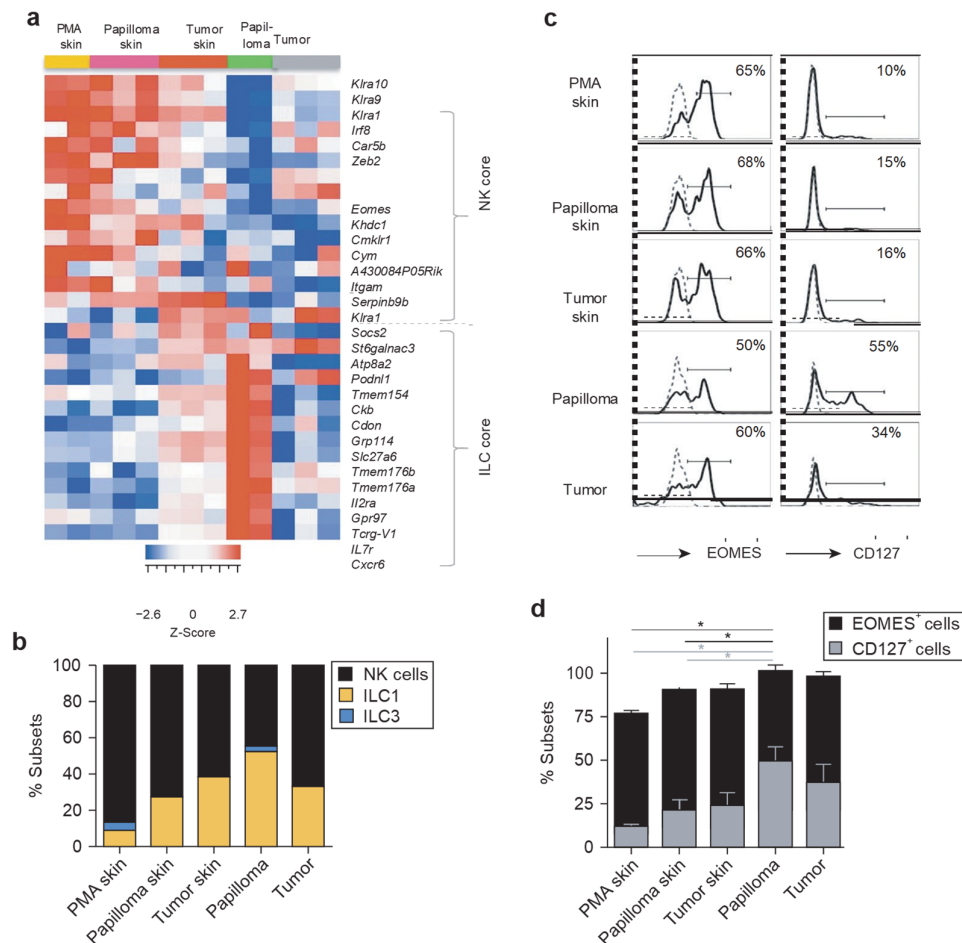 a
PMA
skin
Papilloma
skin
Tumor
skin
Papil-
loma
Tumor
Klra10
Klra9
Klra1
Irf8
Car5b
Zeb2
Eomes
Khdc1
Cmklr1
Cym
A430084P05Rik
Itgam
Serpinb9b
Klra1
Socs2
St6galnac3
Atp8a2
Podnl1
Tmem154
Ckb
Cdon
Grp114
Slc27a6
Tmem176b
Tmem176a
Il2ra
Gpr97
Tcrg-V1
IL7r
Cxcr6
NK core
ILC core
−2.6 0 2.7
Z-Score
b
% Subsets
100
80
60
40
20
0
PMA skin
Papilloma skin
Tumor skin
Papilloma
Tumor
NK cells
ILC1
ILC3
c
PMA
skin
65%
10%
Papilloma
skin
68%
15%
Tumor
skin
66%
16%
Papilloma
50%
55%
Tumor
60%
34%
EOMES
CD127
d
EOMES+ cells
CD127+ cells
*
*
*
*
% Subsets
100
75
50
25
0
PMA skin
Papilloma skin
Tumor skin
Papilloma
Tumor